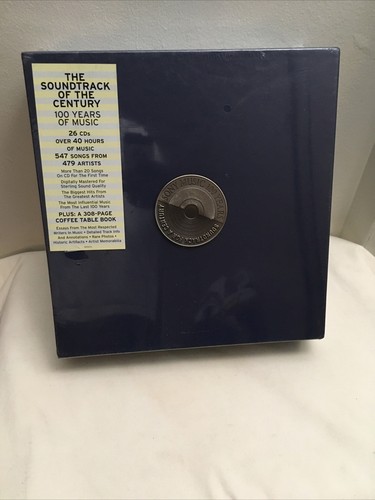 THE
SOUNDTRACK
OF THE
CENTURY
100 YEARS
OF MUSIC
26 CDs
OVER 40 HOURS
OF MUSIC
547 SONGS FROM
479 ARTISTS
More Than 20 Songs
On CD For The First Time
Digitally Mastered For
Sterling Sound Quality
The Biggest Hits From
The Greatest Artists
The Most Influential Music
From The Last 100 Years
PLUS: A 308-PAGE
COFFEE TABLE BOOK
Essays From The Most Respected
Writers In Music • Detailed Track Info
And Annotations • Rare Photos •
Historic Artifacts • Artist Memorabilia
SOUNDTRACK